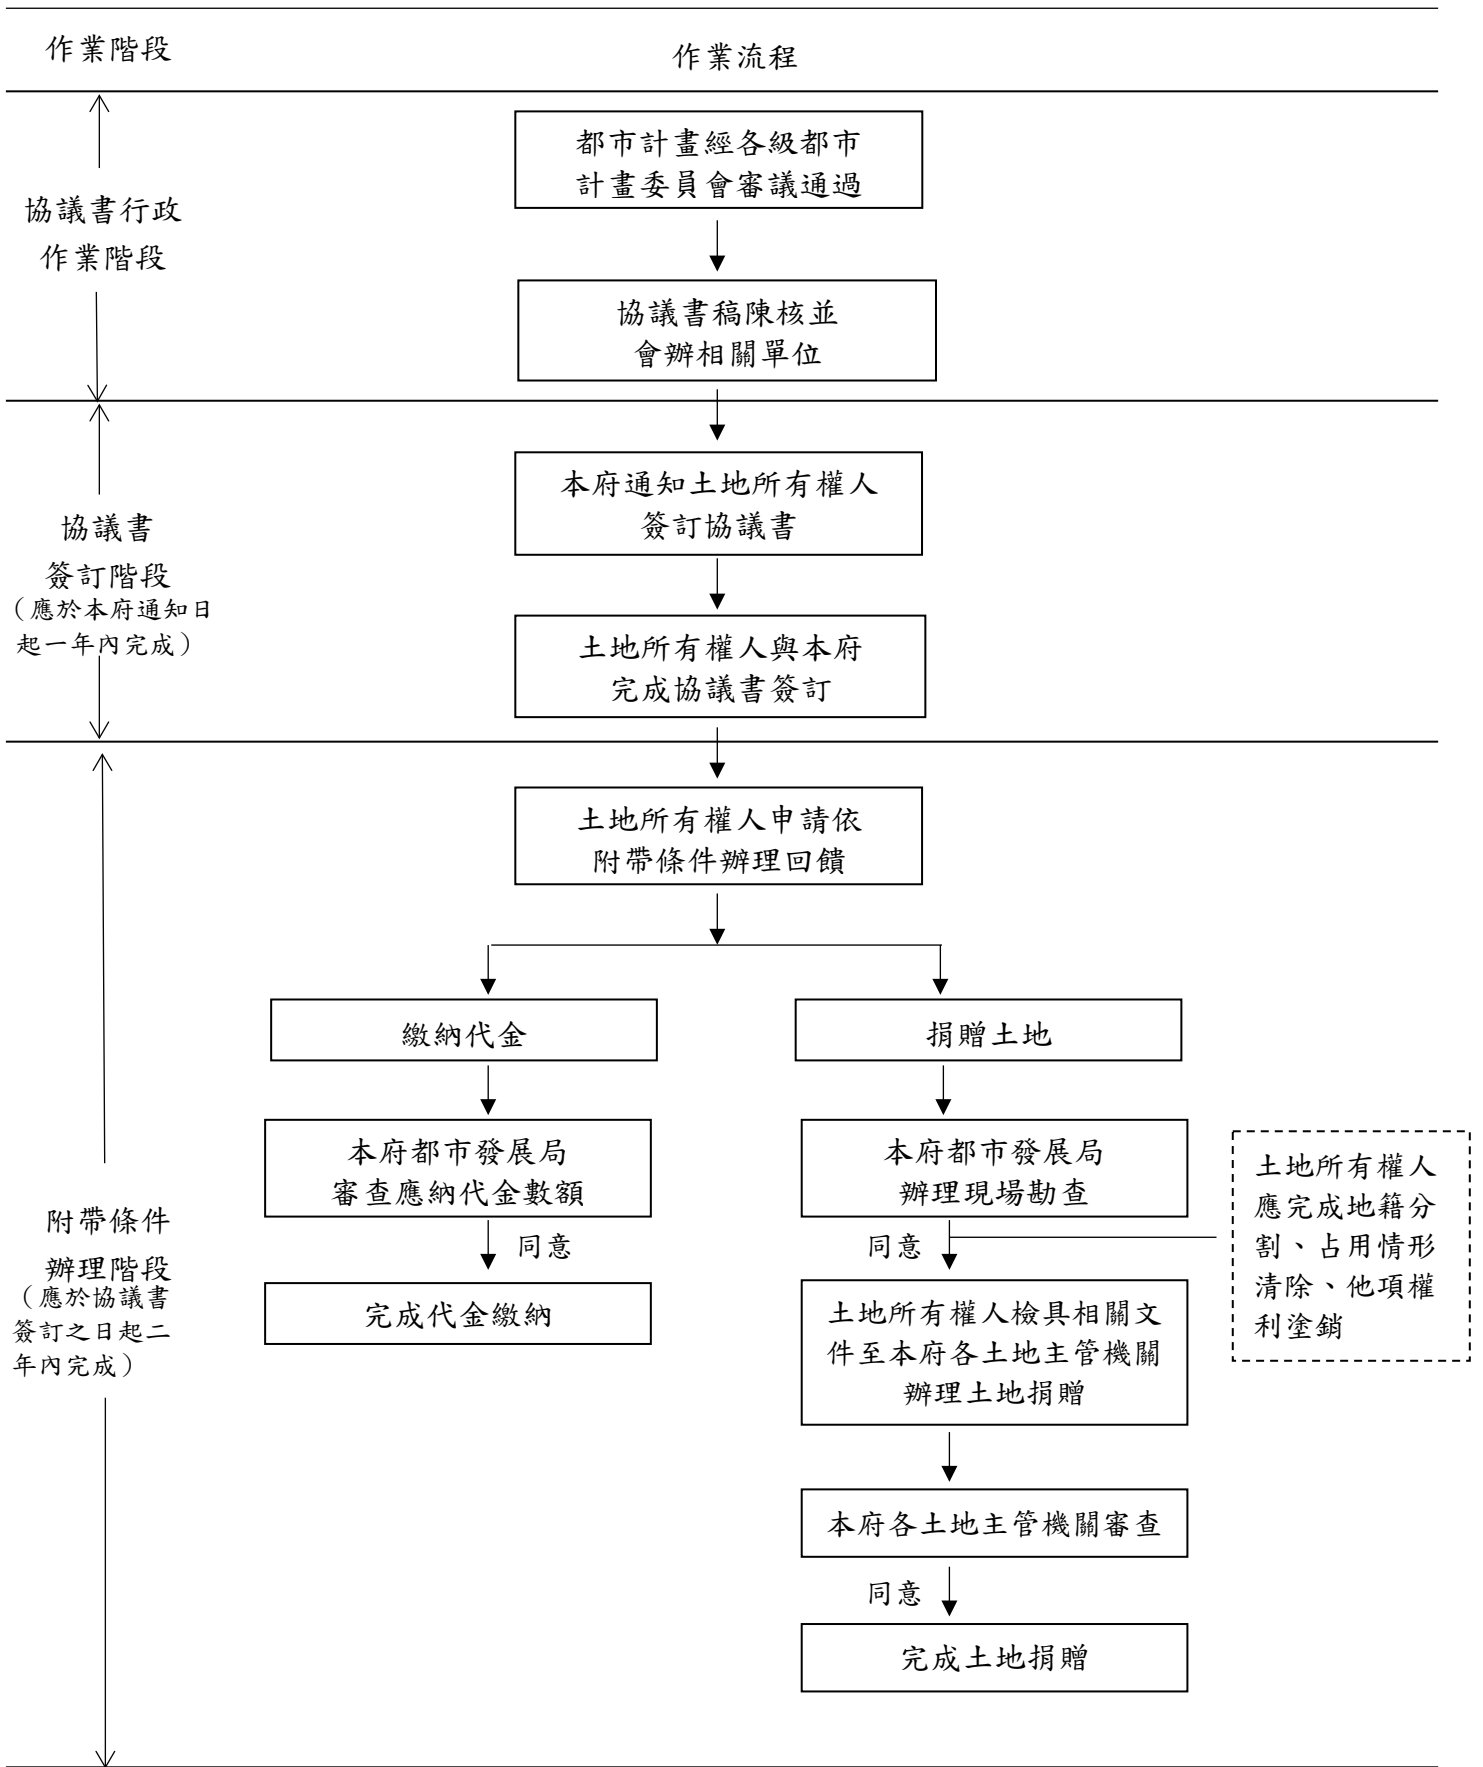 作業階段
作業流程
協議書行政
作業階段
都市計畫經各級都市
計畫委員會審議通過
協議書稿陳核並
會辦相關單位
協議書
簽訂階段
（應於本府通知日
起一年內完成）
本府通知土地所有權人
簽訂協議書
土地所有權人與本府
完成協議書簽訂
附帶條件
辦理階段
（應於協議書
簽訂之日起二
年內完成）
土地所有權人申請依
附帶條件辦理回饋
繳納代金
捐贈土地
本府都市發展局
審查應納代金數額
同意
完成代金繳納
本府都市發展局
辦理現場勘查
同意
土地所有權人
應完成地籍分
割、占用情形
清除、他項權
利塗銷
土地所有權人檢具相關文
件至本府各土地主管機關
辦理土地捐贈
本府各土地主管機關審查
同意
完成土地捐贈